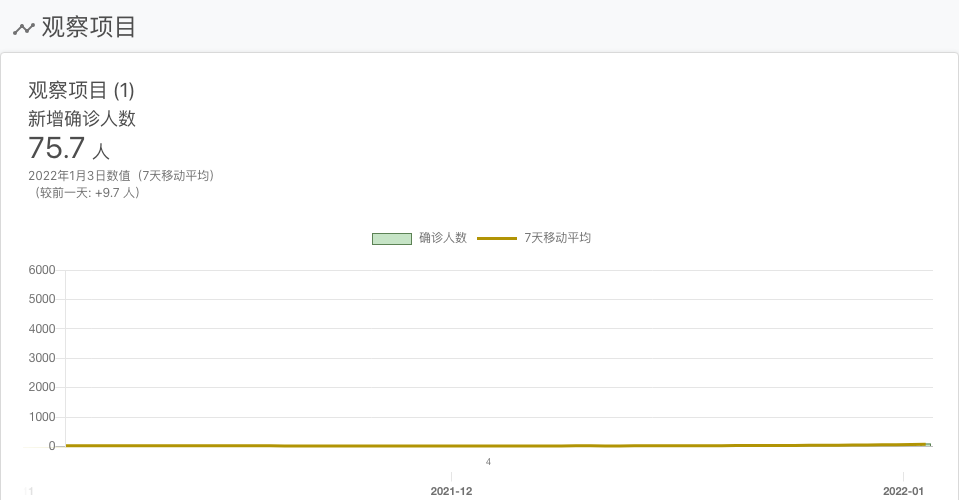 观察项目
观察项目 (1)
新增确诊人数
75.7 人
2022年1月3日数值（7天移动平均）
（较前一天: +9.7 人）
确诊人数 7天移动平均
6000
5000
4000
3000
2000
1000
0
4
1 2021-12 2022-01